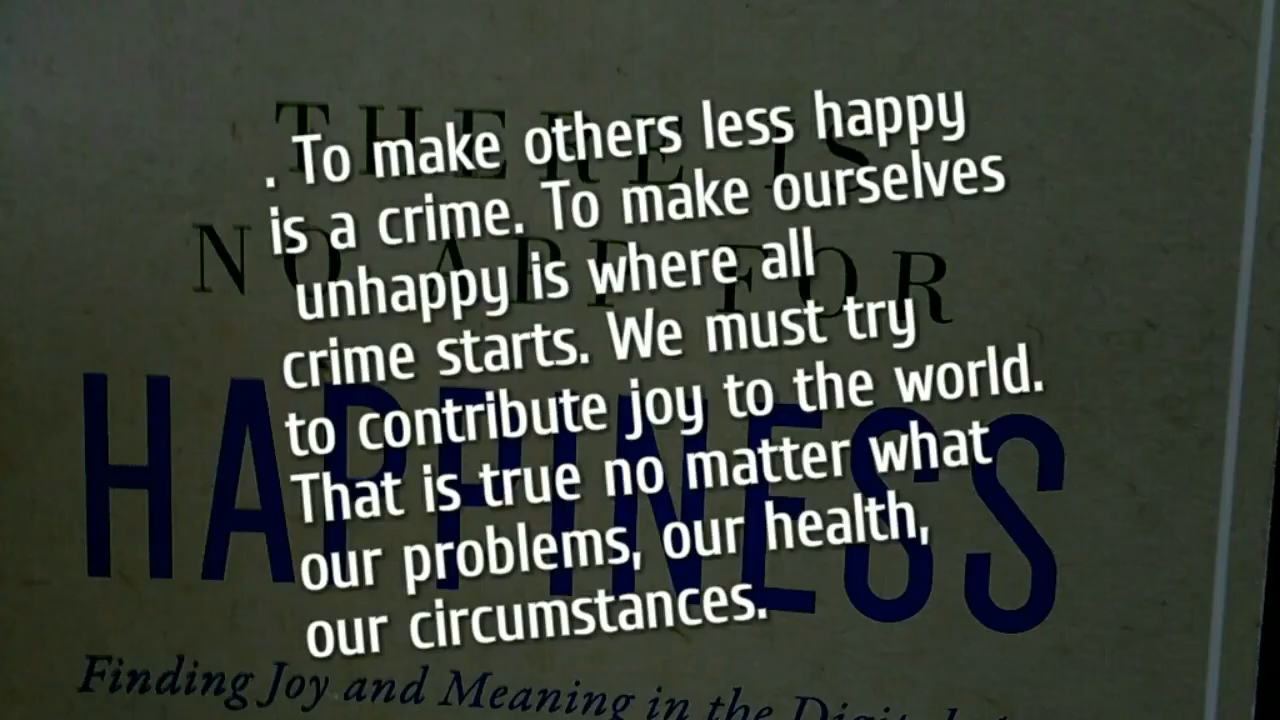 . To make others less happy
is a crime. To make ourselves
unhappy is where all
crime starts. We must try
to contribute joy to the world.
That is true no matter what
our problems, our health,
our circumstances.
THERE IS
NO APP FOR
HAPPINESS
Finding Joy and Meaning in the